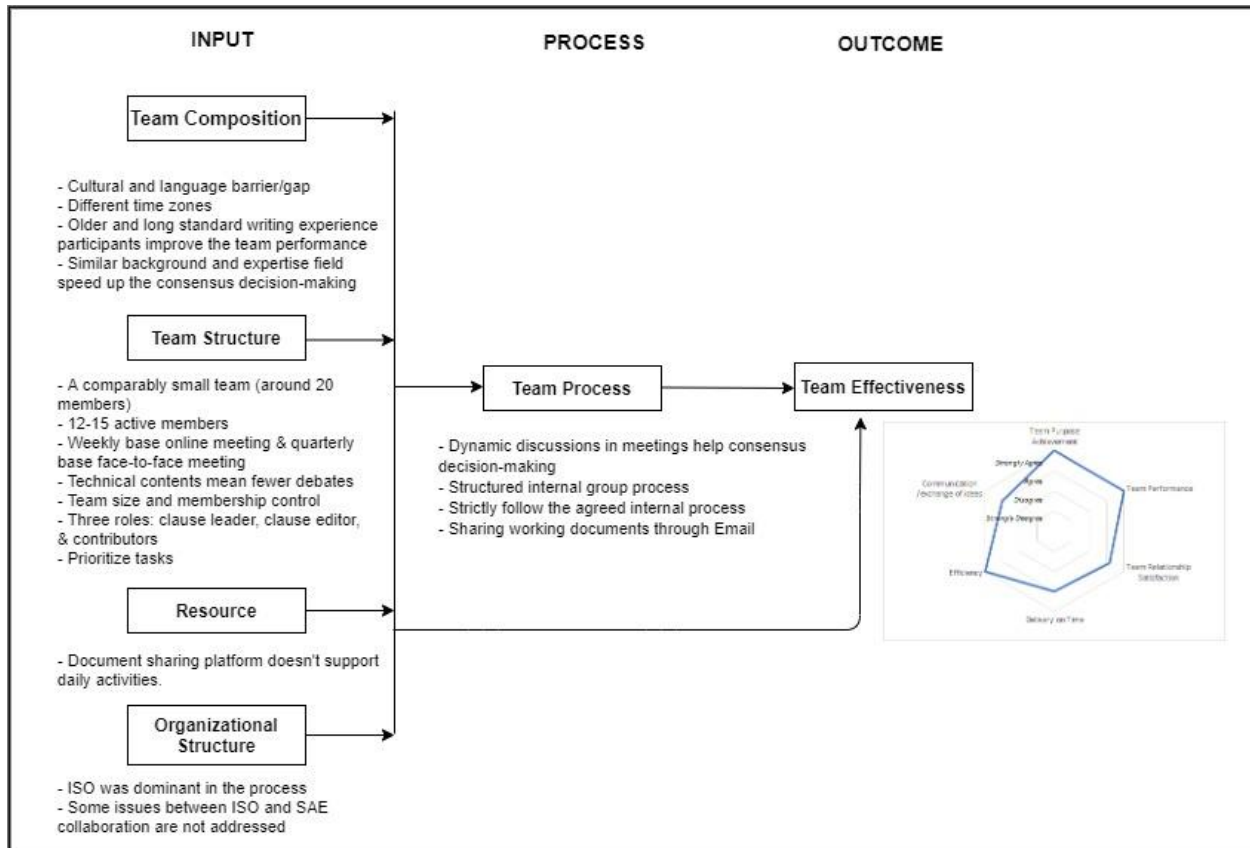 INPUT
PROCESS
OUTCOME
Team Composition
- Cultural and language barrier/gap
- Different time zones
- Older and long standard writing experience
participants improve the team performance
- Similar background and expertise field
speed up the consensus decision-making
Team Structure
- A comparably small team (around 20
members)
- 12-15 active members
- Weekly base online meeting & quarterly
base face-to-face meeting
- Technical contents mean fewer debates
- Team size and membership control
- Three roles: clause leader, clause editor,
& contributors
- Prioritize tasks
Resource
- Document sharing platform doesn't support
daily activities.
Organizational
Structure
- ISO was dominant in the process
- Some issues between ISO and SAE
collaboration are not addressed
Team Process
- Dynamic discussions in meetings help consensus
decision-making
- Structured internal group process
- Strictly follow the agreed internal process
- Sharing working documents through Email
Team Effectiveness
Team Purpose
Achievement
Strongly Agree
Agree
Disagree
Strongly Disagree
Communication
/exchange of ideas
Team Performance
Efficiency
Team Relationship
Satisfaction
Delivery on Time